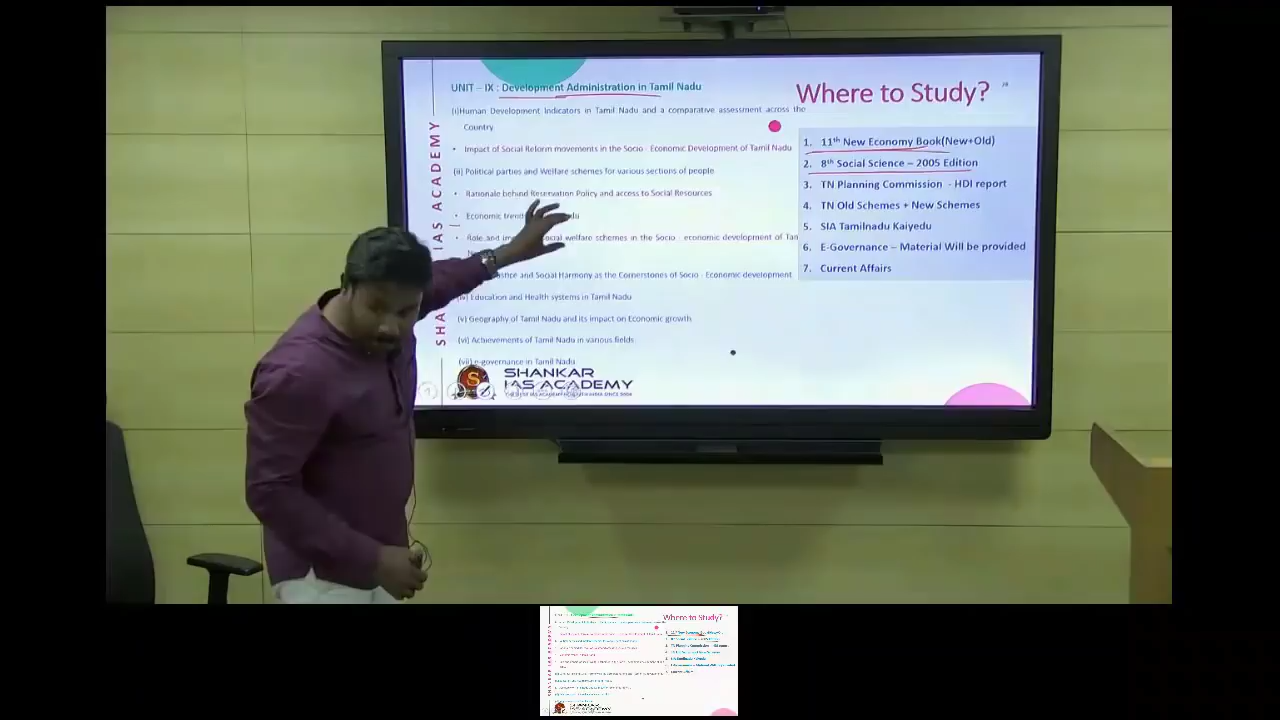 UNIT – IX : Development Administration in Tamil Nadu
(i)Human Development Indicators in Tamil Nadu and a comparative assessment across the
Country
• Impact of Social Reform movements in the Socio - Economic Development of Tamil Nadu
(ii) Political parties and Welfare schemes for various sections of people
• Rationale behind Reservation Policy and access to Social Resources
• Economic trends
• Role and social welfare schemes in the Socio - economic development of Tam
and Social Harmony as the Cornerstones of Socio - Economic development
(iv) Education and Health systems in Tamil Nadu
(v) Geography of Tamil Nadu and its impact on Economic growth
(vi) Achievements of Tamil Nadu in various fields
(vii) e-governance in Tamil Nadu
SHANKAR
IAS ACADEMY
SHA IAS ACADEMY
Where to Study?
1. 11th New Economy Book(New+Old)
2. 8th Social Science – 2005 Edition
3. TN Planning Commission - HDI report
4. TN Old Schemes + New Schemes
5. SIA Tamilnadu Kaiyedu
6. E-Governance – Material Will be provided
7. Current Affairs
Where to Study?